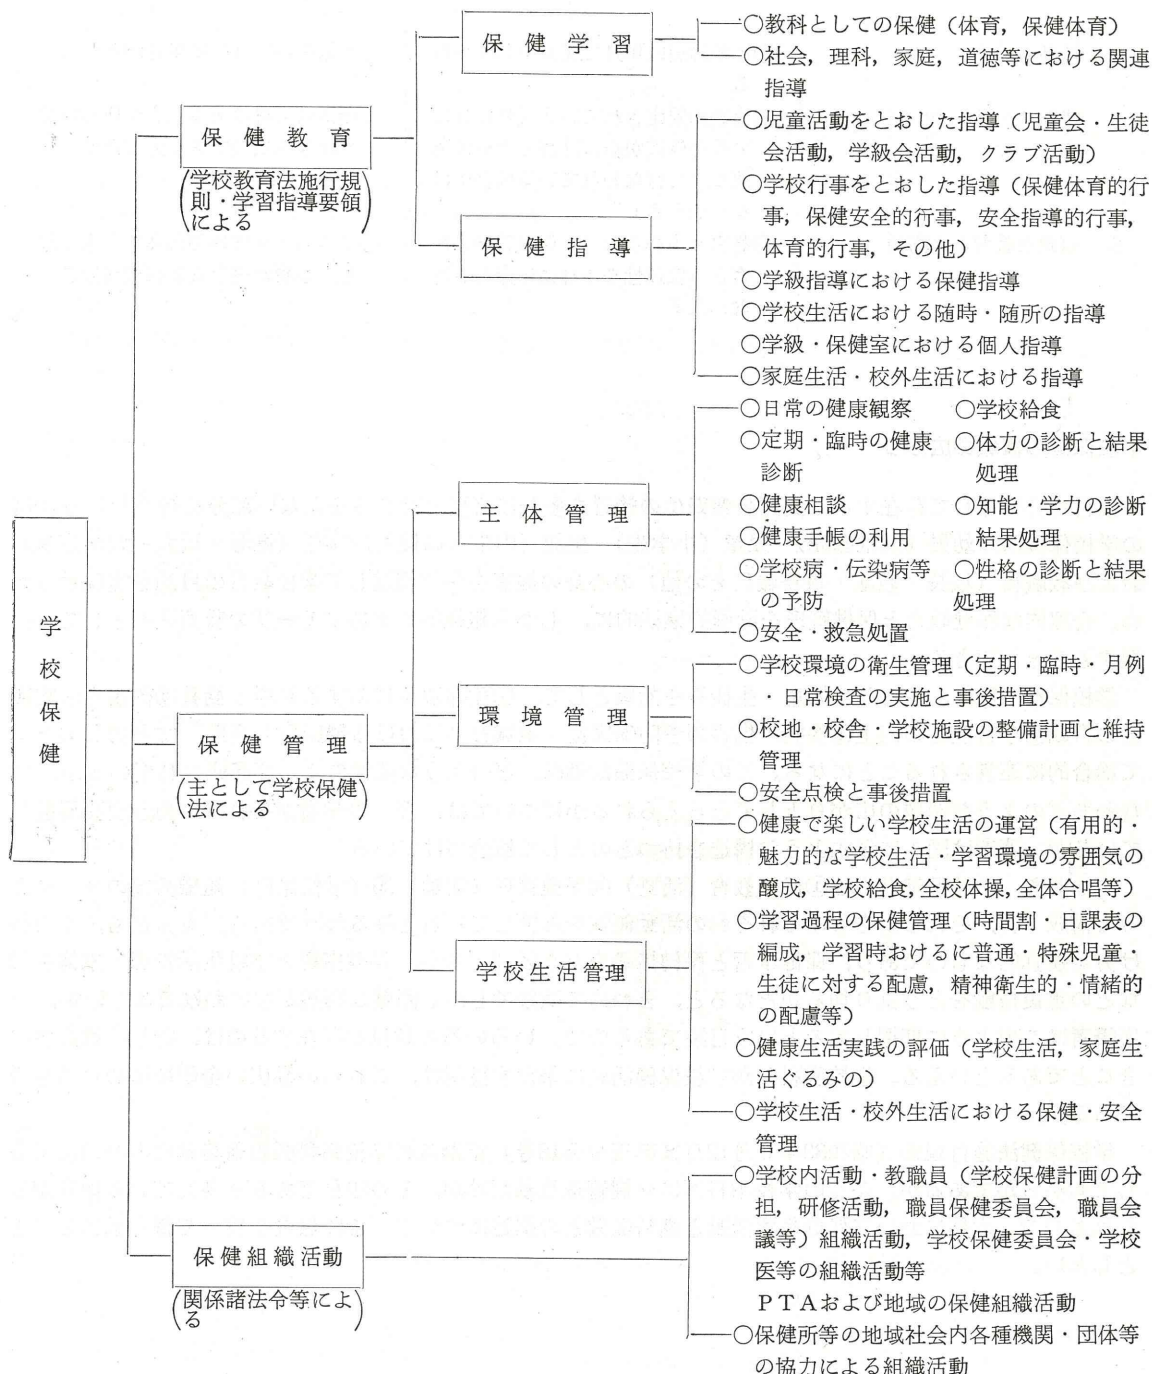 学校保健
保健教育
(学校教育法施行規
則・学習指導要領
による)
保健学習
○教科としての保健（体育，保健体育）
○社会，理科，家庭，道徳等における関連
指導
保健指導
○児童活動をとおした指導（児童会・生徒
会活動，学級会活動，クラブ活動）
○学校行事をとおした指導（保健体育的行
事，保健安全的行事，安全指導的行事，
体育的行事，その他）
○学級指導における保健指導
○学校生活における随時・随所の指導
○学級・保健室における個人指導
○家庭生活・校外生活における指導
保健管理
(主として学校保健
法による)
主体管理
○日常の健康観察
○定期・臨時の健康
診断
○健康相談
○健康手帳の利用
○学校病・伝染病等
の予防
○安全・救急処置
○学校給食
○体力の診断と結果
処理
○知能・学力の診断
結果処理
○性格の診断と結果
処理
環境管理
○学校環境の衛生管理（定期・臨時・月例
・日常検査の実施と事後措置）
○校地・校舎・学校施設の整備計画と維持
管理
○安全点検と事後措置
学校生活管理
○健康で楽しい学校生活の運営（有用的・
魅力的な学校生活・学習環境の雰囲気の
醸成，学校給食,全校体操，全体合唱等）
○学習過程の保健管理（時間割・日課表の
編成，学習時おけるに普通・特殊児童・
生徒に対する配慮，精神衛生的・情緒的
の配慮等）
○健康生活実践の評価（学校生活，家庭生
活ぐるみの）
○学校生活・校外生活における保健・安全
管理
保健組織活動
(関係諸法令等によ
る)
○学校内活動・教職員（学校保健計画の分
担，研修活動，職員保健委員会，職員会
議等）組織活動，学校保健委員会・学校
医等の組織活動等
ＰＴＡおよび地域の保健組織活動
○保健所等の地域社会内各種機関・団体等
の協力による組織活動